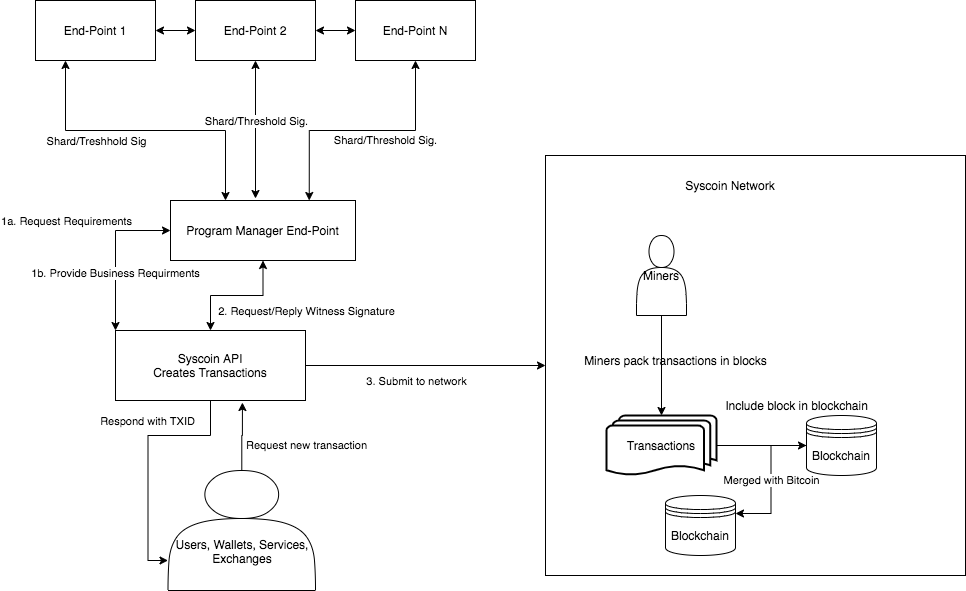 End-Point 1
End-Point 2
End-Point N
Shard/Treshhold Sig
Shard/Threshold Sig.
Shard/Threshold Sig.
Syscoin Network
1a. Request Requirements
Program Manager End-Point
1b. Provide Business Requirments
Miners
2. Request/Reply Witness Signature
Syscoin API
Creates Transactions
3. Submit to network
Miners pack transactions in blocks
Include block in blockchain
Respond with TXID
Request new transaction
Transactions
Blockchain
Merged with Bitcoin
Blockchain
Users, Wallets, Services,
Exchanges